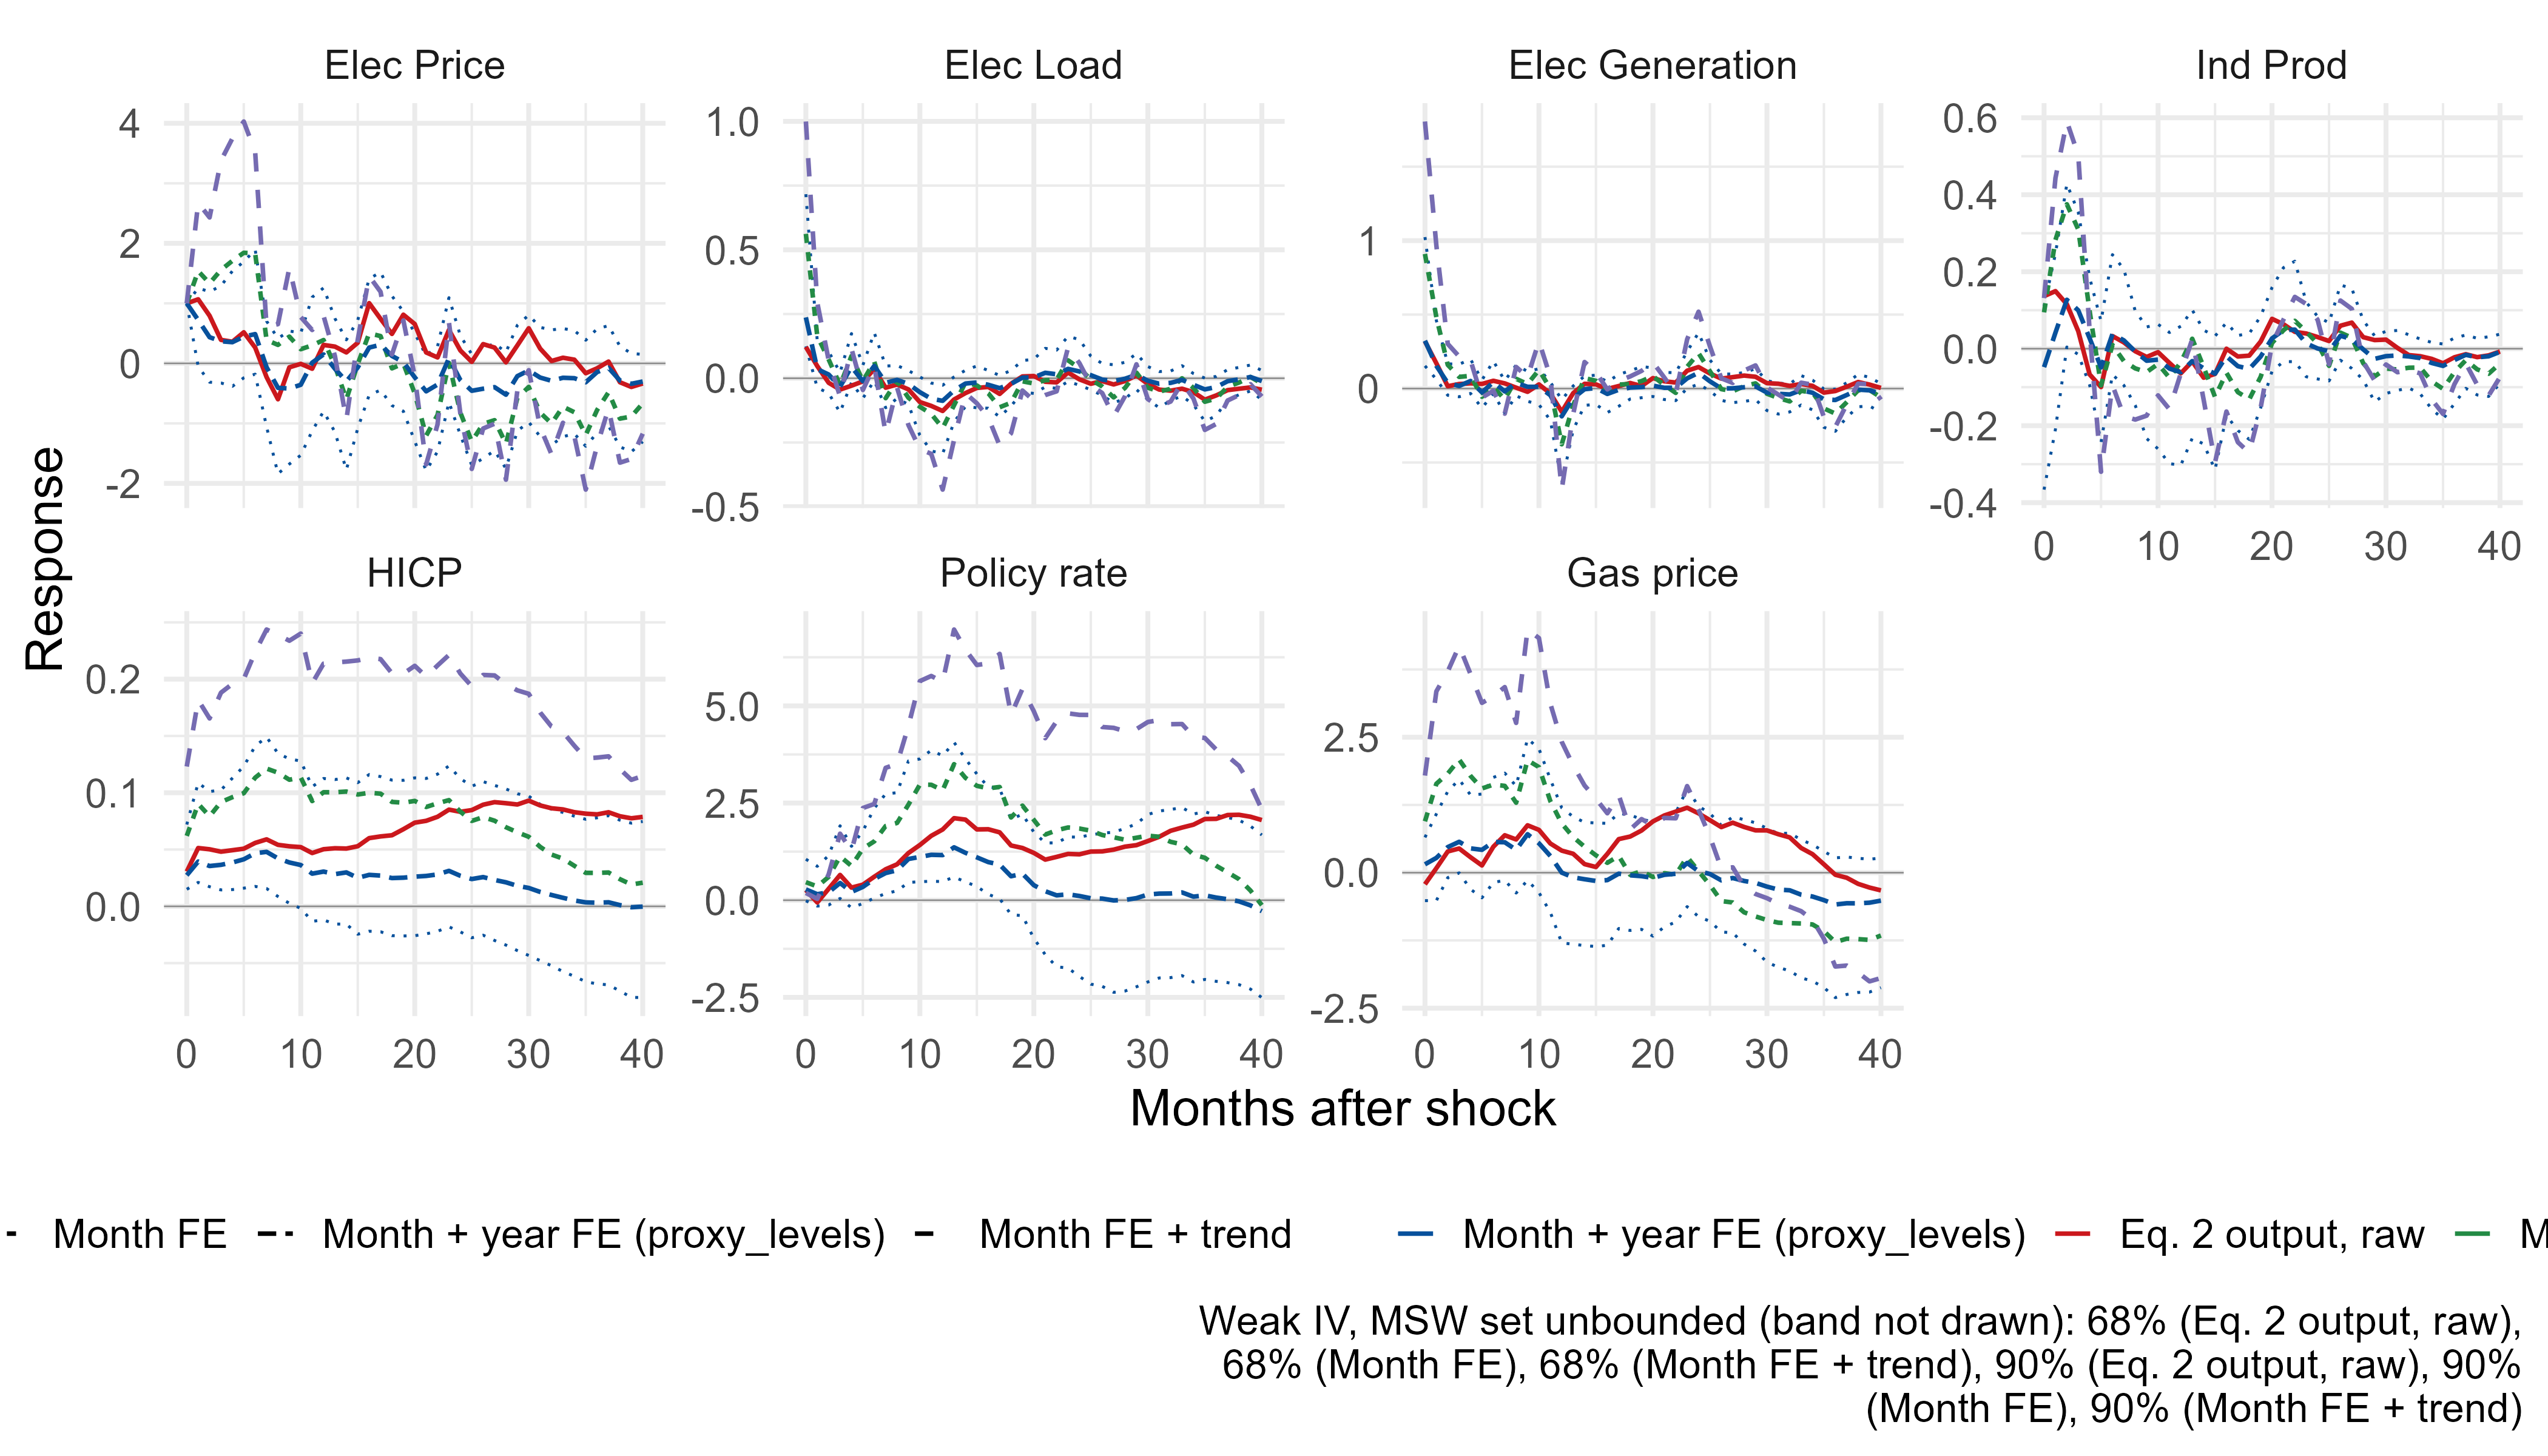 Elec Price
Elec Load
Elec Generation
Ind Prod
4
2
0
-2
1.0
0.5
0.0
-0.5
1
0
0.6
0.4
0.2
0.0
-0.2
-0.4
0 10 20 30 40
HICP
Policy rate
Gas price
0.2
0.1
0.0
5.0
2.5
0.0
-2.5
2.5
0.0
-2.5
0 10 20 30 40
0 10 20 30 40
0 10 20 30 40
Response
Months after shock
Month FE Month + year FE (proxy_levels) Month FE + trend Month + year FE (proxy_levels) Eq. 2 output, raw
Weak IV, MSW set unbounded (band not drawn): 68% (Eq. 2 output, raw),
68% (Month FE), 68% (Month FE + trend), 90% (Eq. 2 output, raw), 90%
(Month FE), 90% (Month FE + trend)